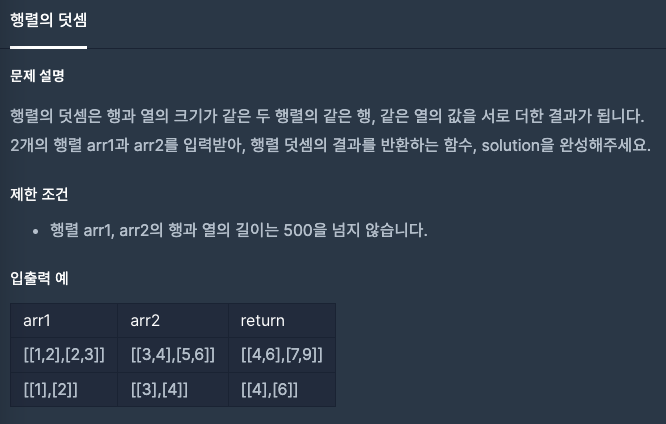 행렬의 덧셈
문제 설명
행렬의 덧셈은 행과 열의 크기가 같은 두 행렬의 같은 행, 같은 열의 값을 서로 더한 결과가 됩니다.
2개의 행렬 arr1과 arr2를 입력받아, 행렬 덧셈의 결과를 반환하는 함수, solution을 완성해주세요.
제한 조건
• 행렬 arr1, arr2의 행과 열의 길이는 500을 넘지 않습니다.
입출력 예
arr1 arr2 return
[[1,2],[2,3]] [[3,4],[5,6]] [[4,6],[7,9]]
[[1],[2]] [[3],[4]] [[4],[6]]